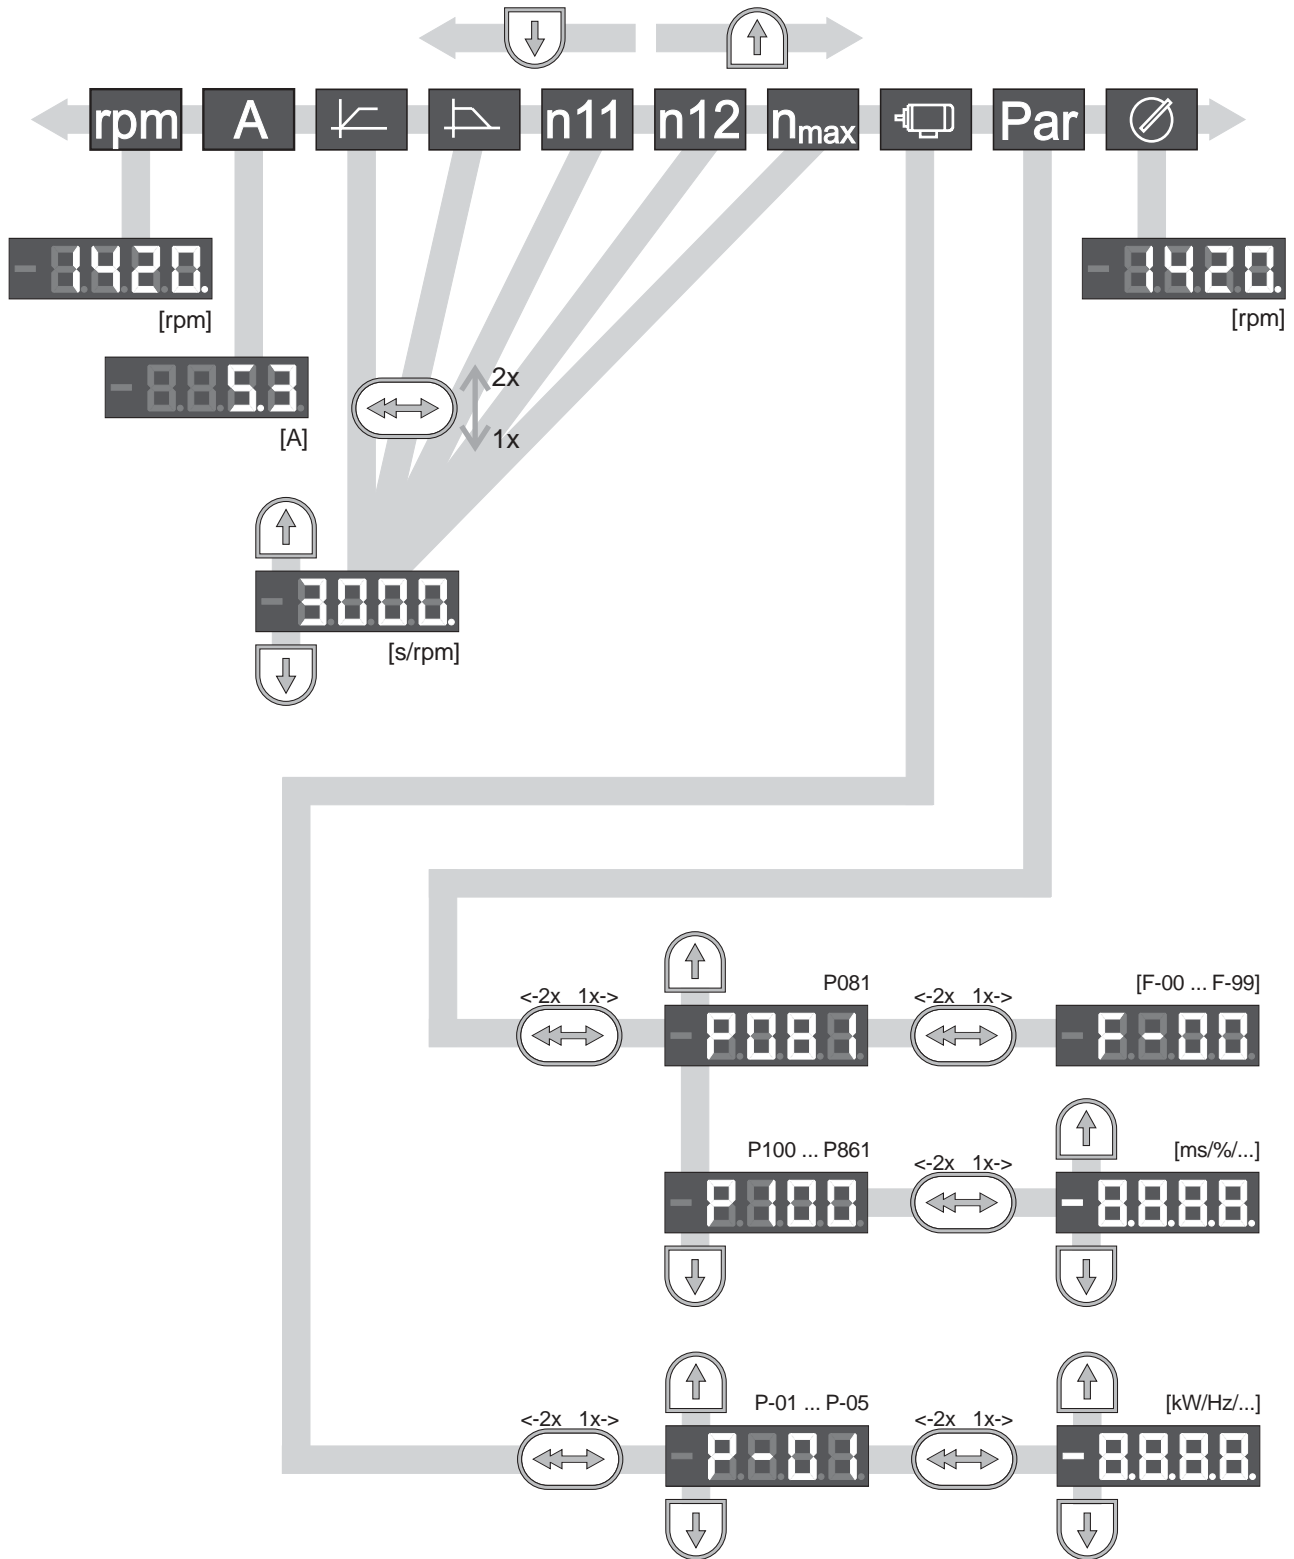 rpm A n11 n12 nmax Par
1420.
[rpm]
1420.
[rpm]
5.3
[A]
2x
1x
3000.
[s/rpm]
P081 [F-00 ... F-99]
<-2x 1x-> <-2x 1x->
P081 F-00
P100 ... P861 [ms/%/...]
<-2x 1x->
P100 -8.8.8.8.
P-01 ... P-05 [kW/Hz/...]
<-2x 1x-> <-2x 1x->
P-01 -8.8.8.8.